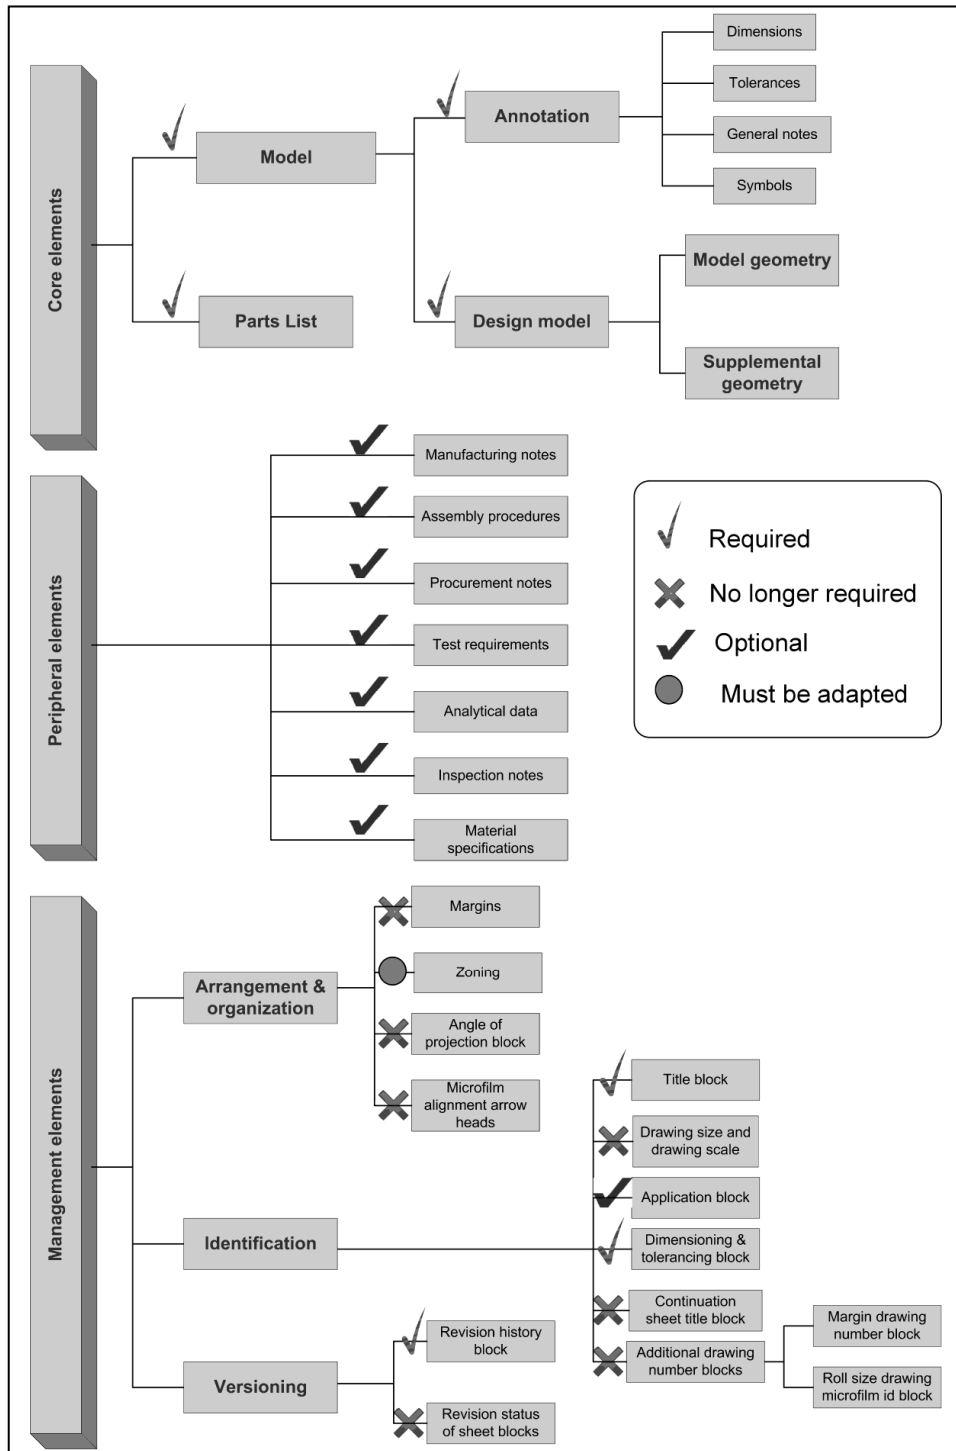 Core elements
Model
Parts List
Annotation
Design model
Dimensions
Tolerances
General notes
Symbols
Model geometry
Supplemental
geometry
Peripheral elements
Manufacturing notes
Assembly procedures
Procurement notes
Test requirements
Analytical data
Inspection notes
Material
specifications
Required
No longer required
Optional
Must be adapted
Management elements
Arrangement &
organization
Margins
Zoning
Angle of
projection block
Microfilm
alignment arrow
heads
Identification
Title block
Drawing size and
drawing scale
Application block
Dimensioning &
tolerancing block
Continuation
sheet title block
Additional drawing
number blocks
Margin drawing
number block
Roll size drawing
microfilm id block
Versioning
Revision history
block
Revision status
of sheet blocks